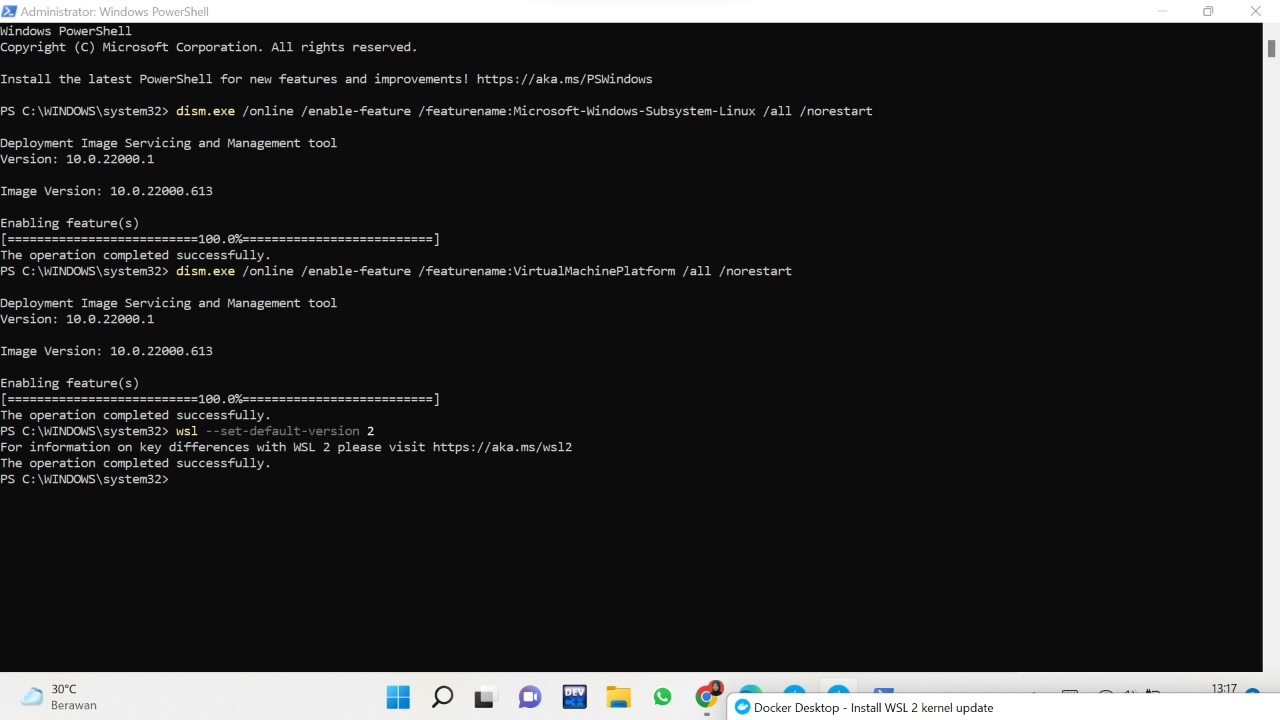 Administrator: Windows PowerShell
Windows PowerShell
Copyright (C) Microsoft Corporation. All rights reserved.
Install the latest PowerShell for new features and improvements! https://aka.ms/PSWindows
PS C:\WINDOWS\system32> dism.exe /online /enable-feature /featurename:Microsoft-Windows-Subsystem-Linux /all /norestart
Deployment Image Servicing and Management tool
Version: 10.0.22000.1
Image Version: 10.0.22000.613
Enabling feature(s)
[==========================100.0%==========================]
The operation completed successfully.
PS C:\WINDOWS\system32> dism.exe /online /enable-feature /featurename:VirtualMachinePlatform /all /norestart
Deployment Image Servicing and Management tool
Version: 10.0.22000.1
Image Version: 10.0.22000.613
Enabling feature(s)
[==========================100.0%==========================]
The operation completed successfully.
PS C:\WINDOWS\system32> wsl --set-default-version 2
For information on key differences with WSL 2 please visit https://aka.ms/wsl2
The operation completed successfully.
PS C:\WINDOWS\system32>
30°C
Berawan
DEV
C++
13:17
Docker Desktop - Install WSL 2 kernel update